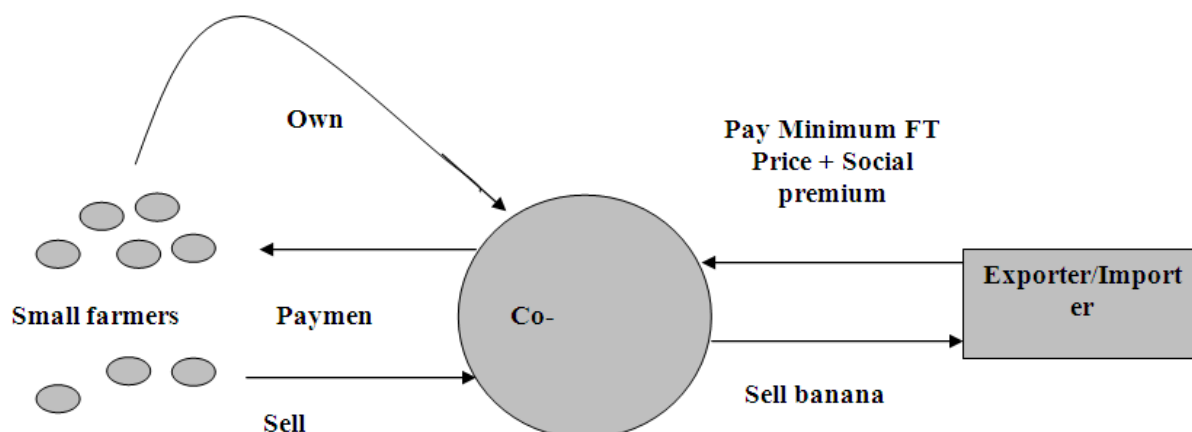 Own
Pay Minimum FT
Price + Social
premium
Exporter/Import
er
Small farmers
Paymen
Co-
Sell banana
Sell